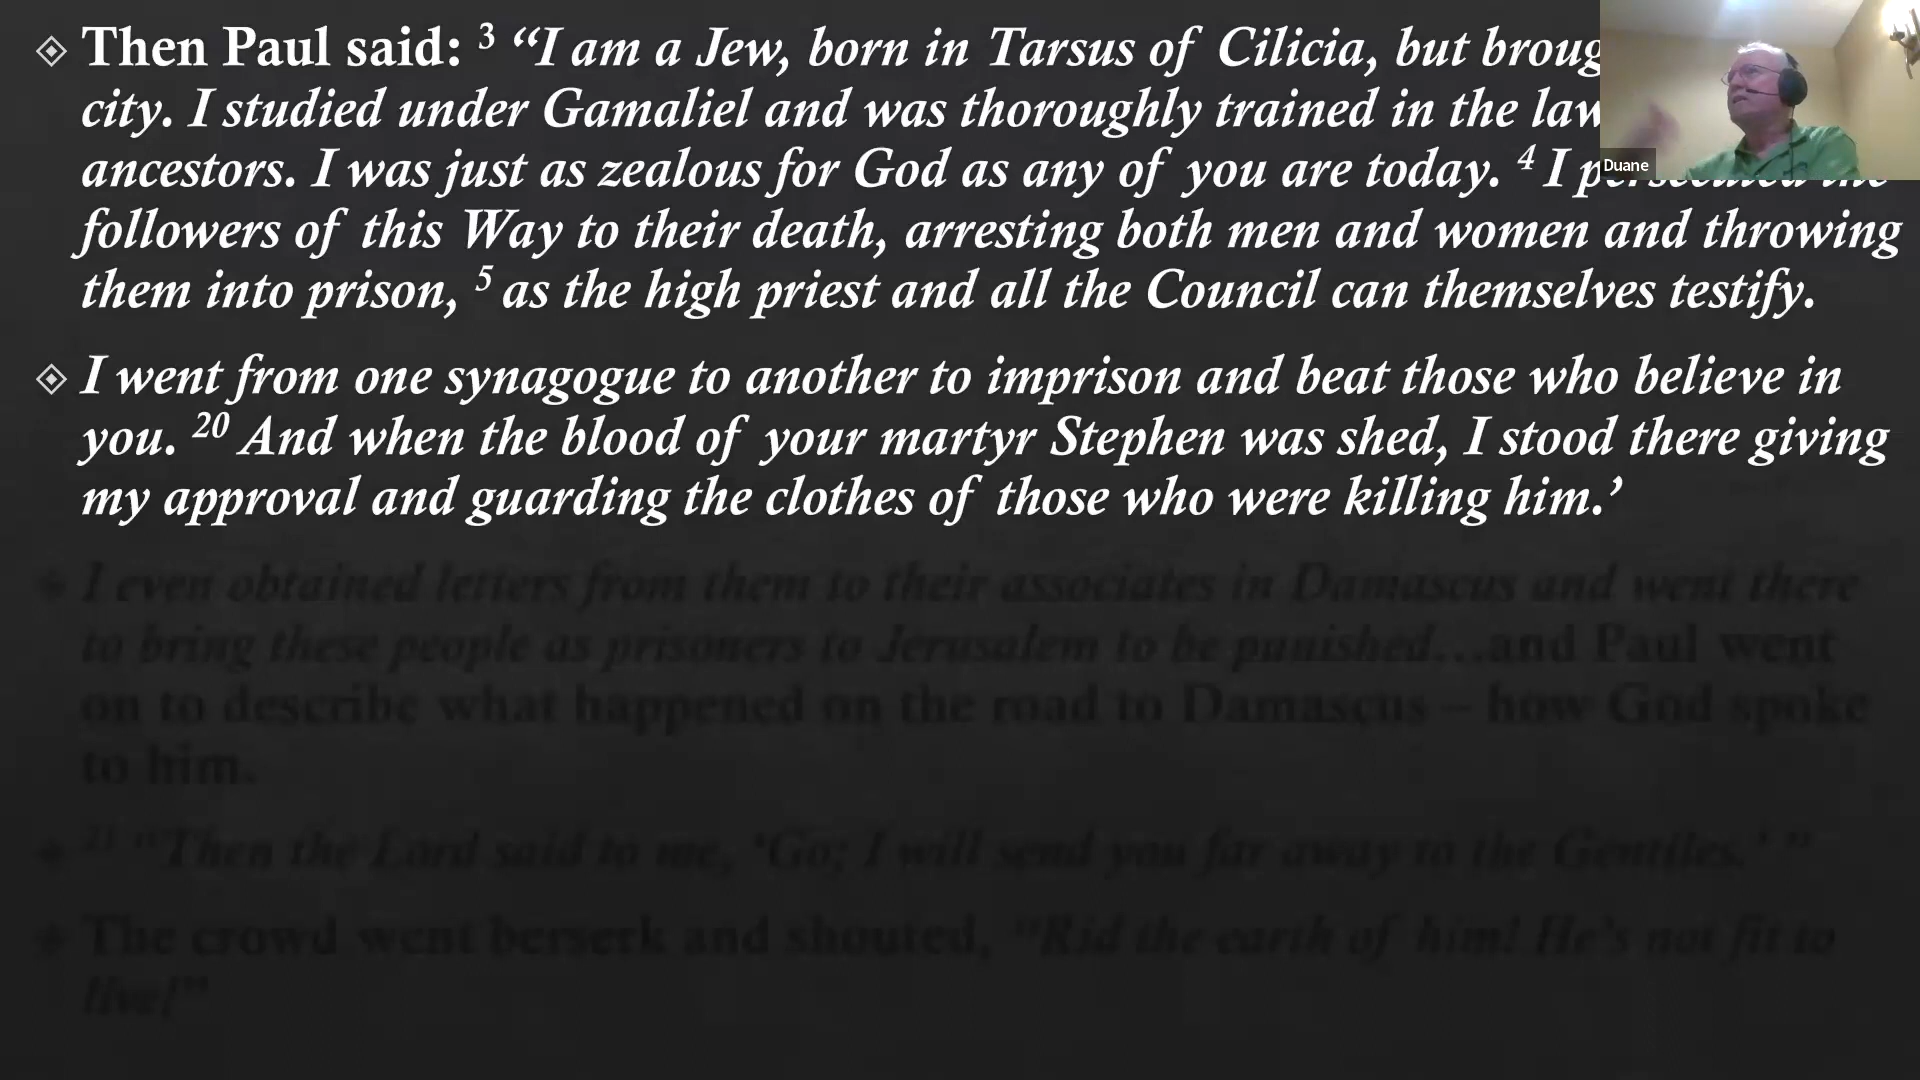 Then Paul said: 3 “I am a Jew, born in Tarsus of Cilicia, but broug
city. I studied under Gamaliel and was thoroughly trained in the law
ancestors. I was just as zealous for God as any of you are today. 4 I persecuted the
followers of this Way to their death, arresting both men and women and throwing
them into prison, 5 as the high priest and all the Council can themselves testify.
I went from one synagogue to another to imprison and beat those who believe in
you. 20 And when the blood of your martyr Stephen was shed, I stood there giving
my approval and guarding the clothes of those who were killing him.’
I even obtained letters from them to their associates in Damascus and went there
to bring these people as prisoners to Jerusalem to be punished…and Paul went
on to describe what happened on the road to Damascus – how God spoke
to him.
21 “Then the Lord said to me, ‘Go; I will send you far away to the Gentiles.’ ”
The crowd went berserk and shouted, “Rid the earth of him! He’s not fit to
live!”
Duane